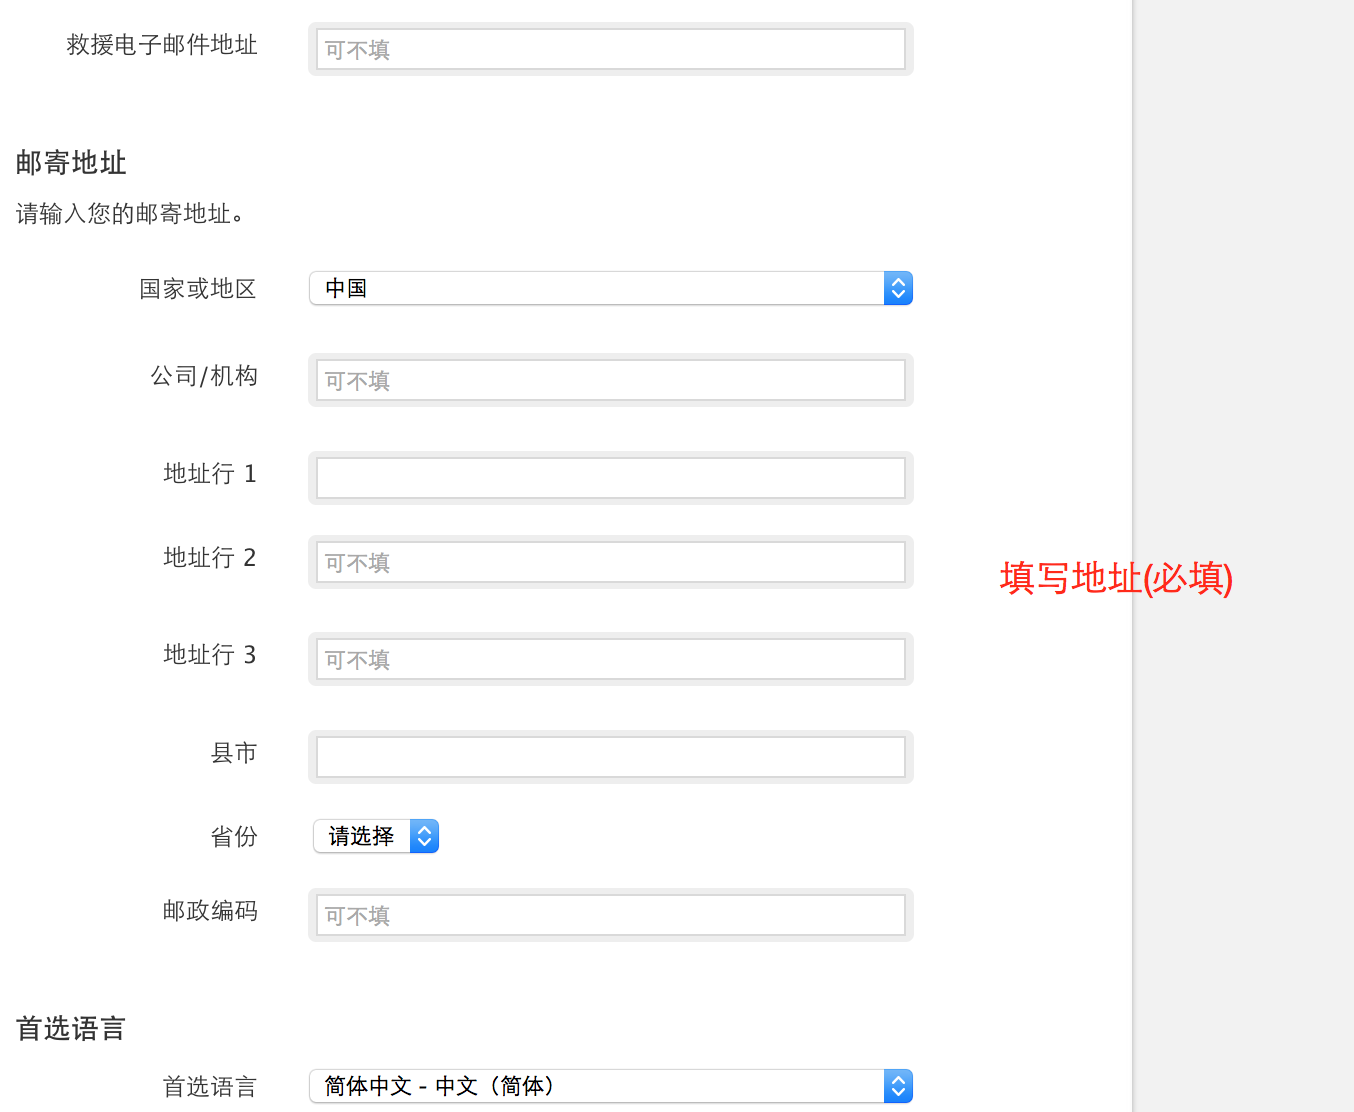 救援电子邮件地址 可不填
邮寄地址
请输入您的邮寄地址。
国家或地区 中国
公司/机构 可不填
地址行 1
地址行 2 可不填
填写地址(必填)
地址行 3 可不填
县市
省份 请选择
邮政编码 可不填
首选语言
首选语言 简体中文 - 中文（简体）